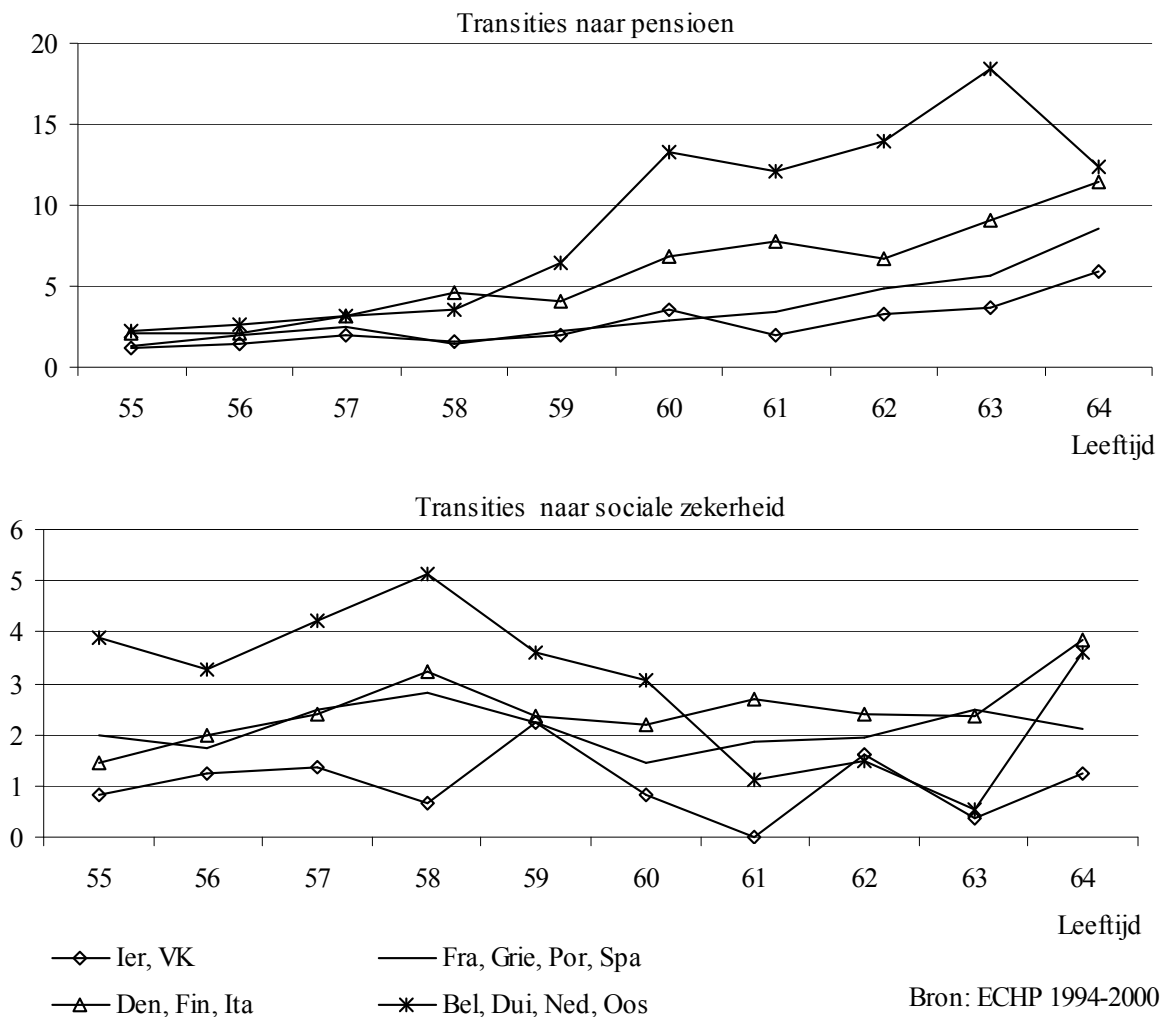 Transities naar pensioen
20
15
10
5
0
55 56 57 58 59 60 61 62 63 64
Leeftijd
Transities naar sociale zekerheid
6
5
4
3
2
1
0
55 56 57 58 59 60 61 62 63 64
Leeftijd
Ier, VK Fra, Grie, Por, Spa
Den, Fin, Ita Bel, Dui, Ned, Oos
Bron: ECHP 1994-2000